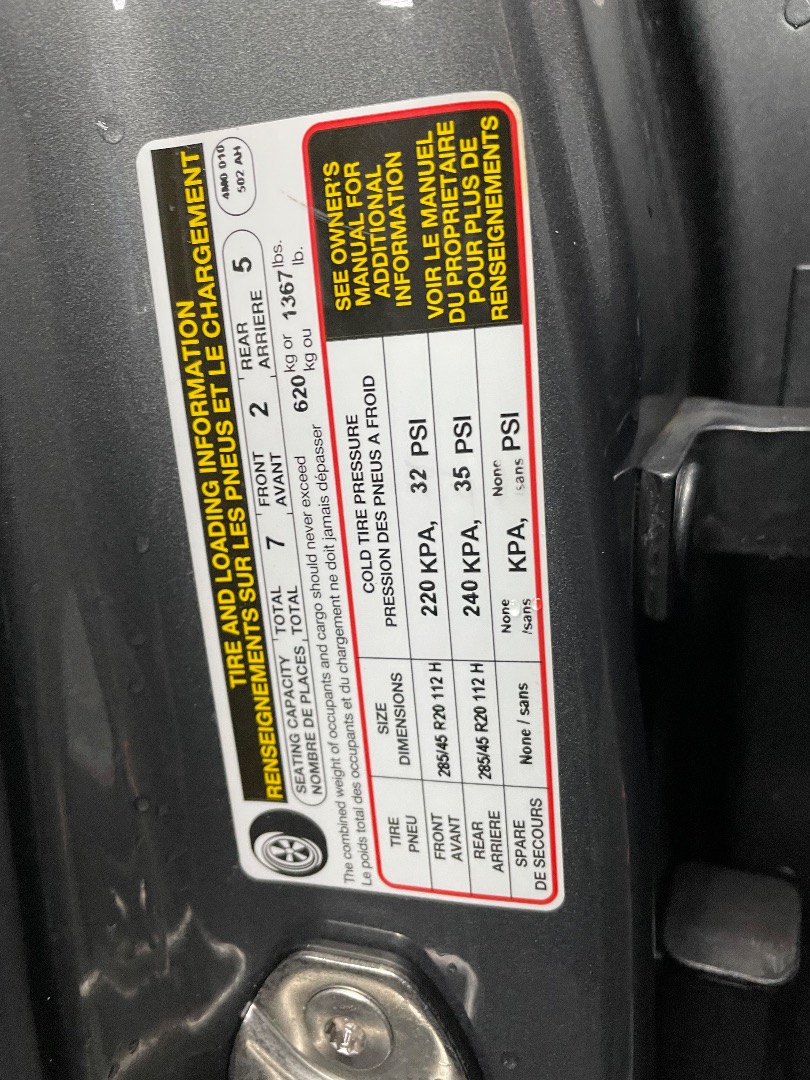 TIRE AND LOADING INFORMATION
RENSEIGNEMENTS SUR LES PNEUS ET LE CHARGEMENT
4M0 010
502 AH
SEATING CAPACITY TOTAL 7 FRONT 2 REAR 5
NOMBRE DE PLACES TOTAL AVANT ARRIERE
The combined weight of occupants and cargo should never exceed 620 kg or 1367 lbs.
Le poids total des occupants et du chargement ne doit jamais dépasser kg ou lb.
TIRE SIZE COLD TIRE PRESSURE
PNEU DIMENSIONS PRESSION DES PNEUS A FROID
FRONT 285/45 R20 112 H 220 KPA, 32 PSI
AVANT
REAR 285/45 R20 112 H 240 KPA, 35 PSI
ARRIERE
SPARE None / sans None KPA, None PSI
DE SECOURS /sans sans
SEE OWNER'S
MANUAL FOR
ADDITIONAL
INFORMATION
VOIR LE MANUEL
DU PROPRIETAIRE
POUR PLUS DE
RENSEIGNEMENTS